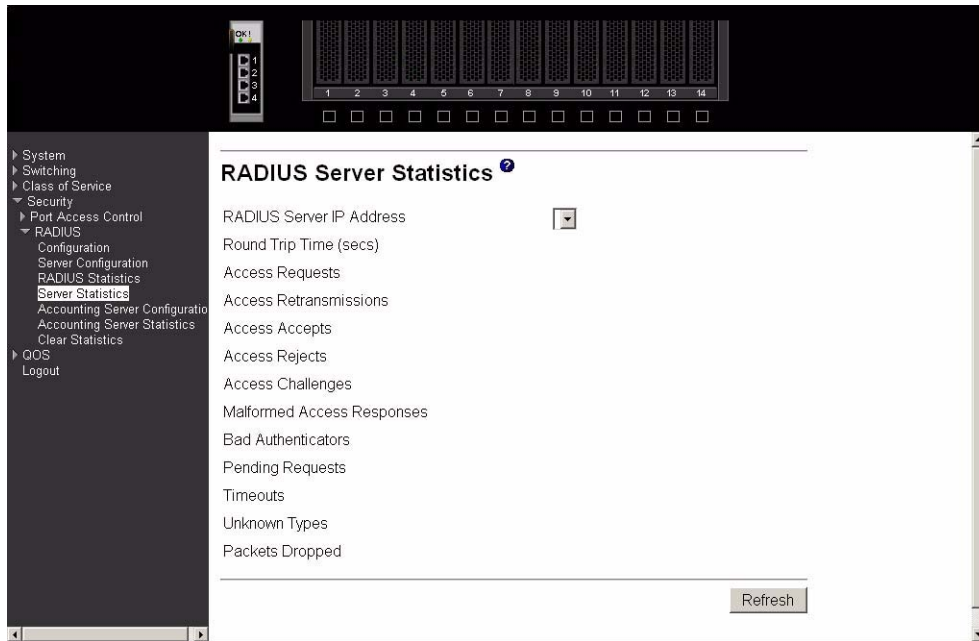 OK!
1
2
3
4
1 2 3 4 5 6 7 8 9 10 11 12 13 14
System
Switching
Class of Service
Security
Port Access Control
RADIUS
Configuration
Server Configuration
RADIUS Statistics
Server Statistics
Accounting Server Configuratio
Accounting Server Statistics
Clear Statistics
QOS
Logout
RADIUS Server Statistics ?
RADIUS Server IP Address
Round Trip Time (secs)
Access Requests
Access Retransmissions
Access Accepts
Access Rejects
Access Challenges
Malformed Access Responses
Bad Authenticators
Pending Requests
Timeouts
Unknown Types
Packets Dropped
Refresh